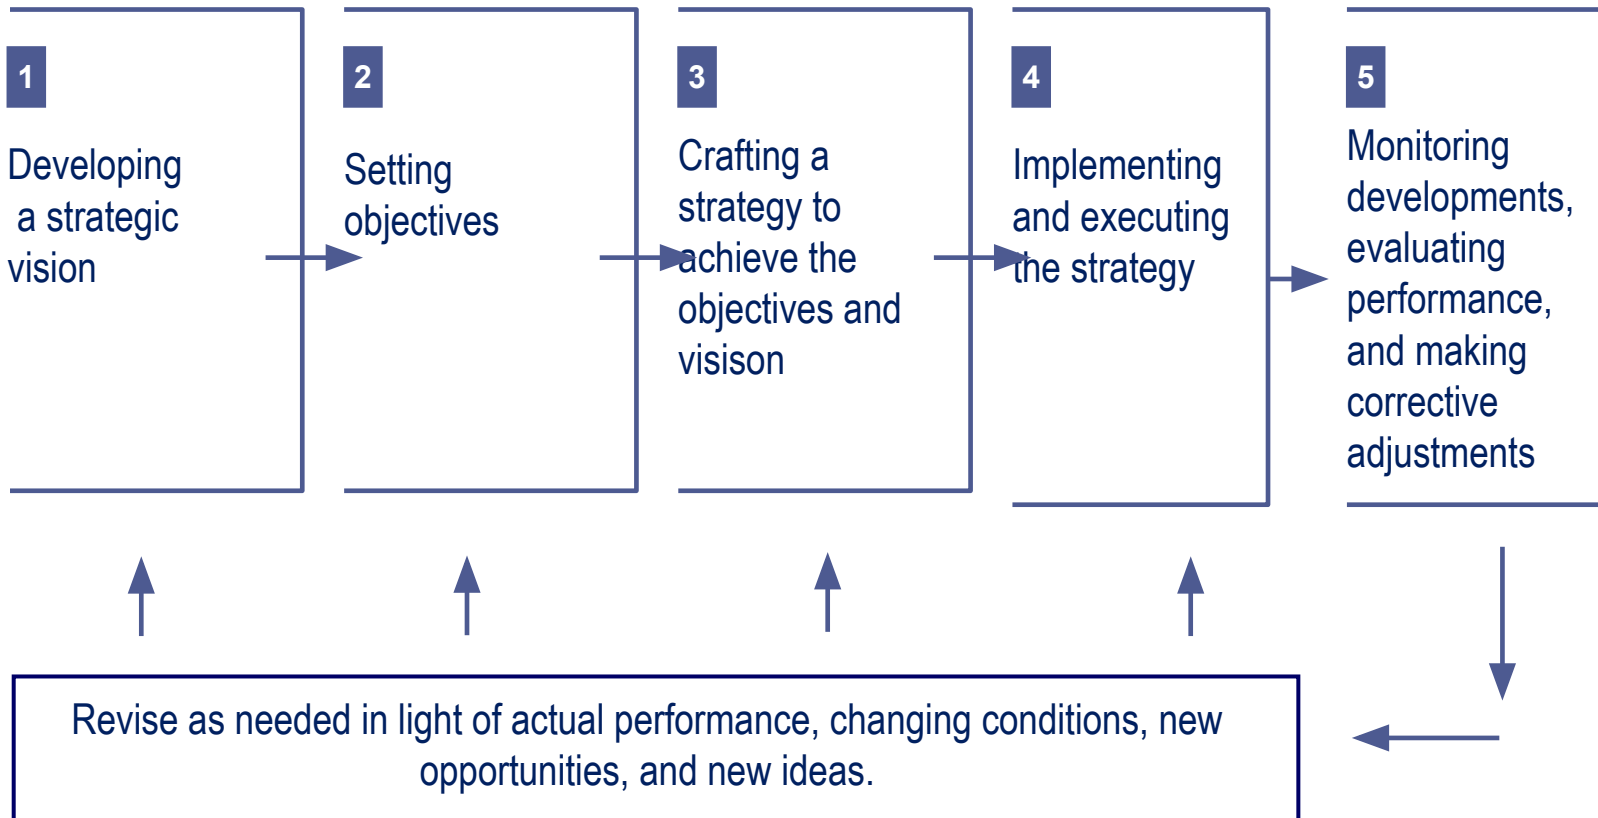 1
Developing
a strategic
vision
2
Setting
objectives
3
Crafting a
strategy to
achieve the
objectives and
visison
4
Implementing
and executing
the strategy
5
Monitoring
developments,
evaluating
performance,
and making
corrective
adjustments
Revise as needed in light of actual performance, changing conditions, new
opportunities, and new ideas.